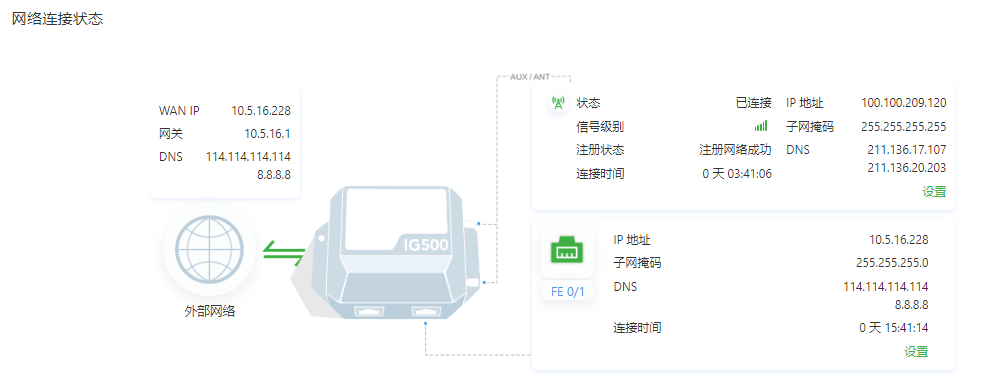 网络连接状态
AUX / ANT
WAN IP 10.5.16.228
网关 10.5.16.1
DNS 114.114.114.114
8.8.8.8
IG500
外部网络
状态 已连接 IP 地址 100.100.209.120
信号级别 子网掩码 255.255.255.255
注册状态 注册网络成功 DNS 211.136.17.107
211.136.20.203
连接时间 0 天 03:41:06
设置
FE 0/1
IP 地址 10.5.16.228
子网掩码 255.255.255.0
DNS 114.114.114.114
8.8.8.8
连接时间 0 天 15:41:14
设置